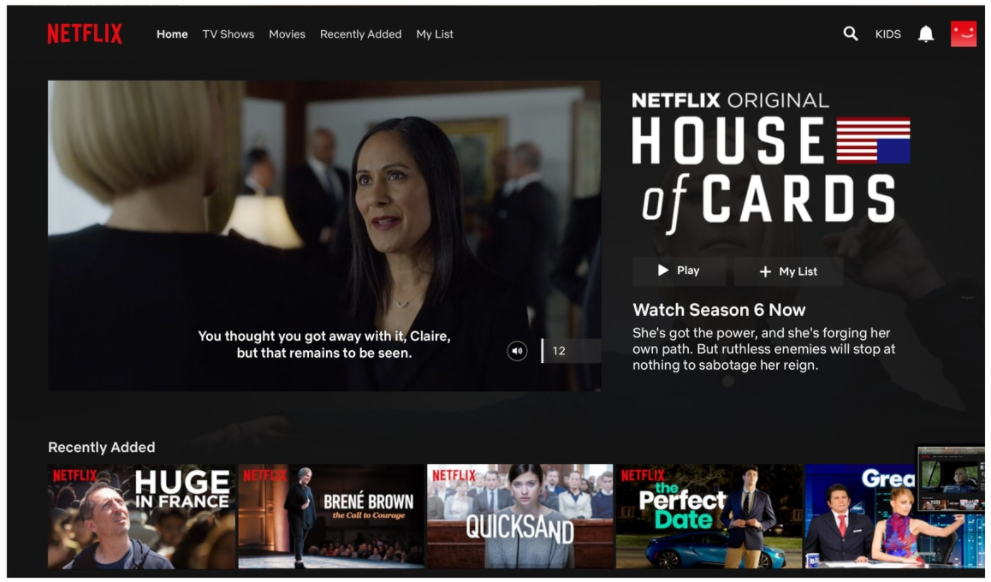 NETFLIX
Home TV Shows Movies Recently Added My List
KIDS
NETFLIX ORIGINAL
HOUSE
of CARDS
Play
+ My List
Watch Season 6 Now
She's got the power, and she's forging her
own path. But ruthless enemies will stop at
nothing to sabotage her reign.
You thought you got away with it, Claire,
but that remains to be seen.
12
Recently Added
NETFLIX
HUGE
IN FRANCE
NETFLIX
BRENÉ BROWN
the Call to Courage
NETFLIX
QUICKSAND
NETFLIX
the
Perfect
Date
Grea